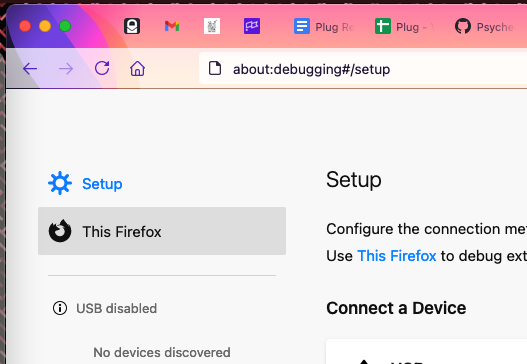 Plug Re
Plug -
Psyche
about:debugging#/setup
Setup
This Firefox
USB disabled
No devices discovered
Setup
Configure the connection me
Use This Firefox to debug ext
Connect a Device